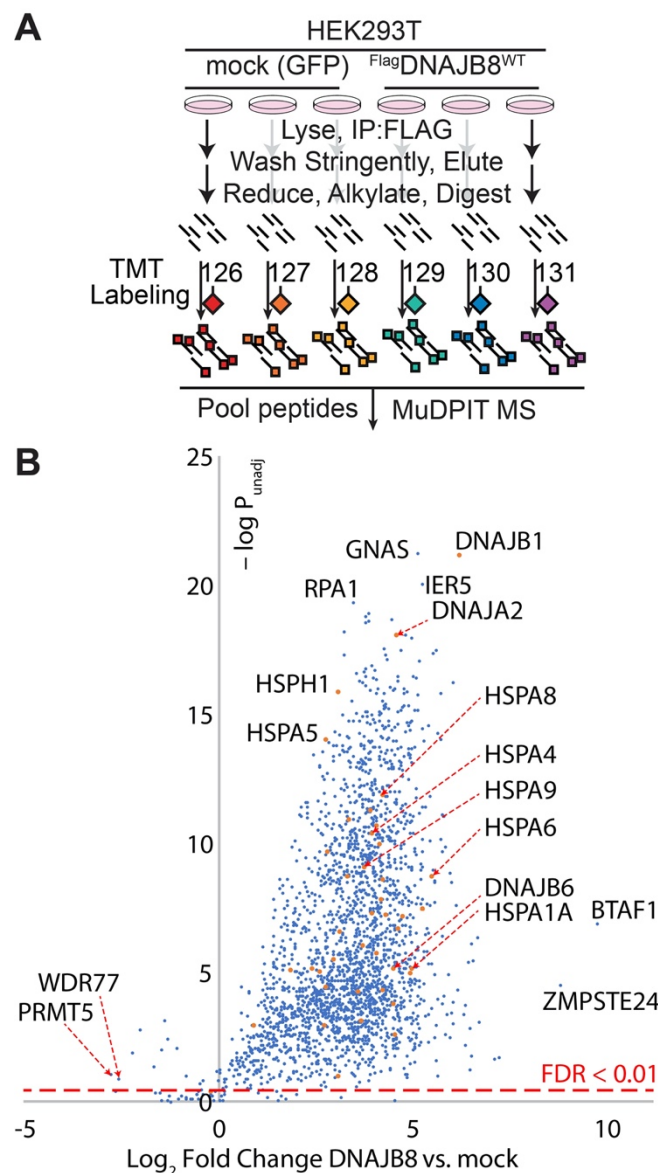 A
HEK293T
mock (GFP) FlagDNAJB8WT
Lyse, IP:FLAG
Wash Stringently, Elute
Reduce, Alkylate, Digest
TMT
Labeling
126 127 128 129 130 131
Pool peptides MuDPIT MS
B
25
– log Punadj
GNAS DNAJB1
20
RPA1 IER5
DNAJA2
HSPH1
HSPA8
15
HSPA5
HSPA4
HSPA9
10
HSPA6
DNAJB6
HSPA1A BTAF1
5
WDR77
PRMT5
ZMPSTE24
FDR < 0.01
0
-5 5 10
Log2 Fold Change DNAJB8 vs. mock